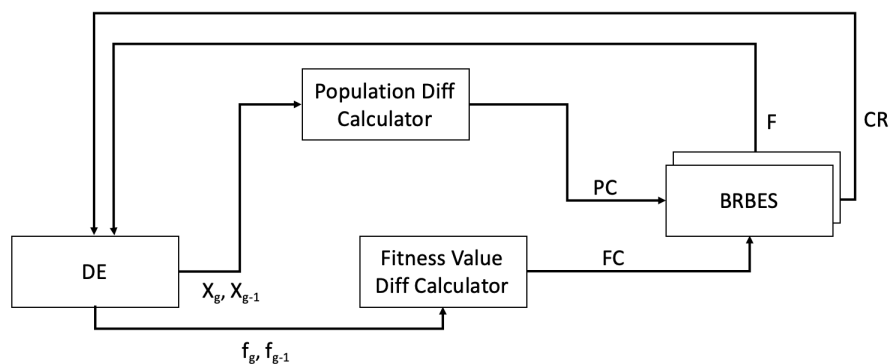 Population Diff
Calculator
F
CR
PC
BRBES
DE
Fitness Value
Diff Calculator
FC
Xg, Xg-1
fg, fg-1